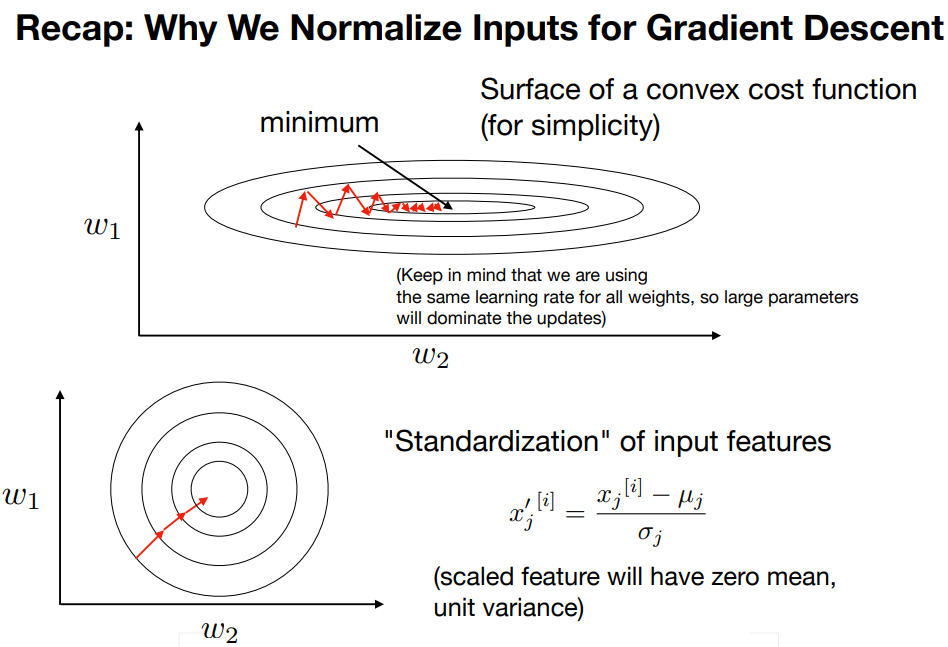 Recap: Why We Normalize Inputs for Gradient Descent
Surface of a convex cost function
(for simplicity)
minimum
w₁
(Keep in mind that we are using
the same learning rate for all weights, so large parameters
will dominate the updates)
w₂
"Standardization" of input features
w₁
x′ⱼ^[i] = (xⱼ^[i] − μⱼ) / σⱼ
(scaled feature will have zero mean,
unit variance)
w₂